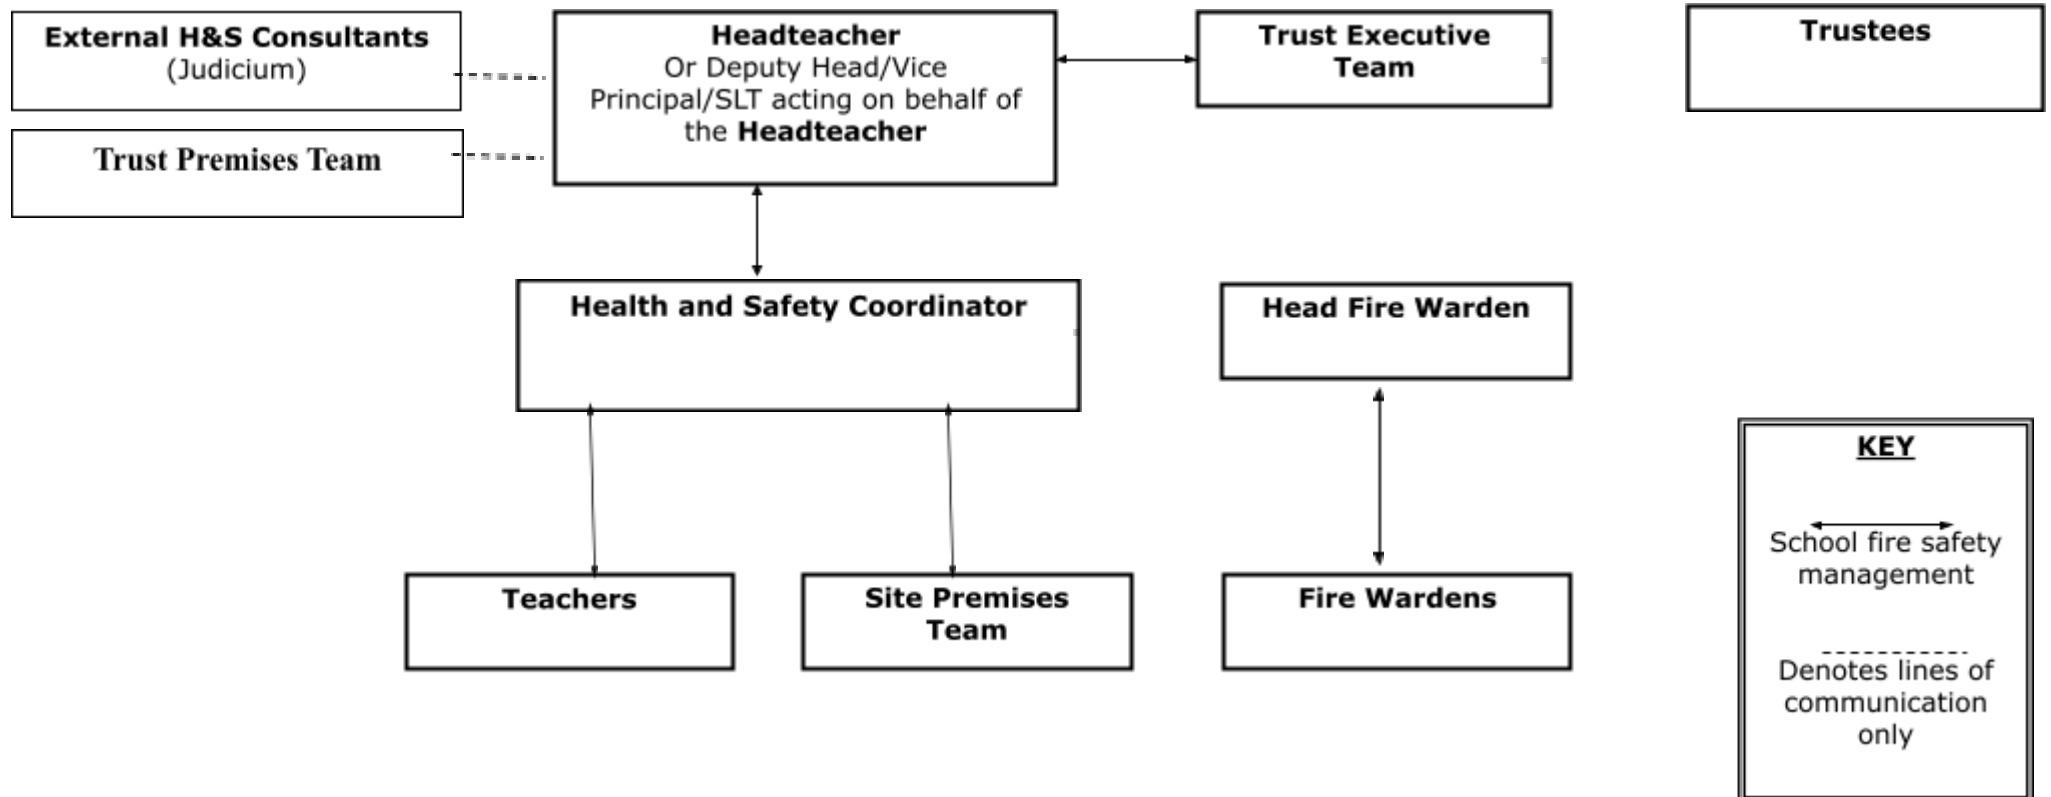 External H&S Consultants
(Judicium)
Headteacher
Or Deputy Head/Vice
Principal/SLT acting on behalf of
the Headteacher
Trust Executive
Team
Trustees
Trust Premises Team
Health and Safety Coordinator
Head Fire Warden
KEY
School fire safety
management
Denotes lines of
communication
only
Teachers
Site Premises
Team
Fire Wardens